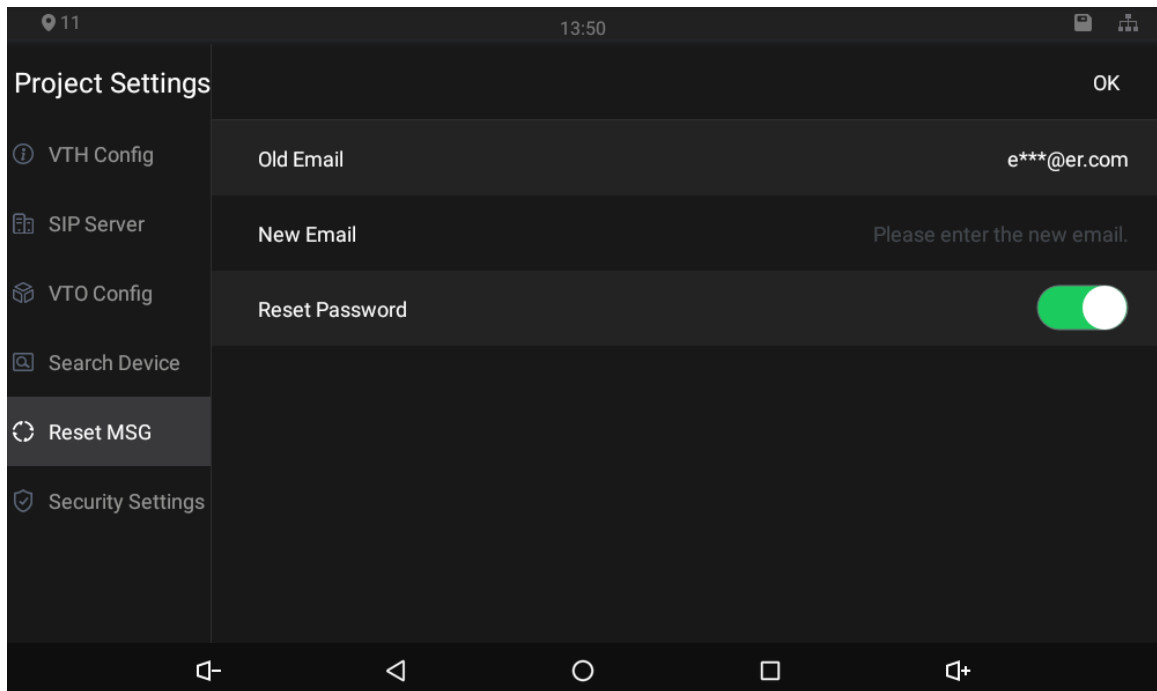 11
13:50
Project Settings
OK
VTH Config
Old Email
e***@er.com
SIP Server
New Email
Please enter the new email.
VTO Config
Reset Password
Search Device
Reset MSG
Security Settings